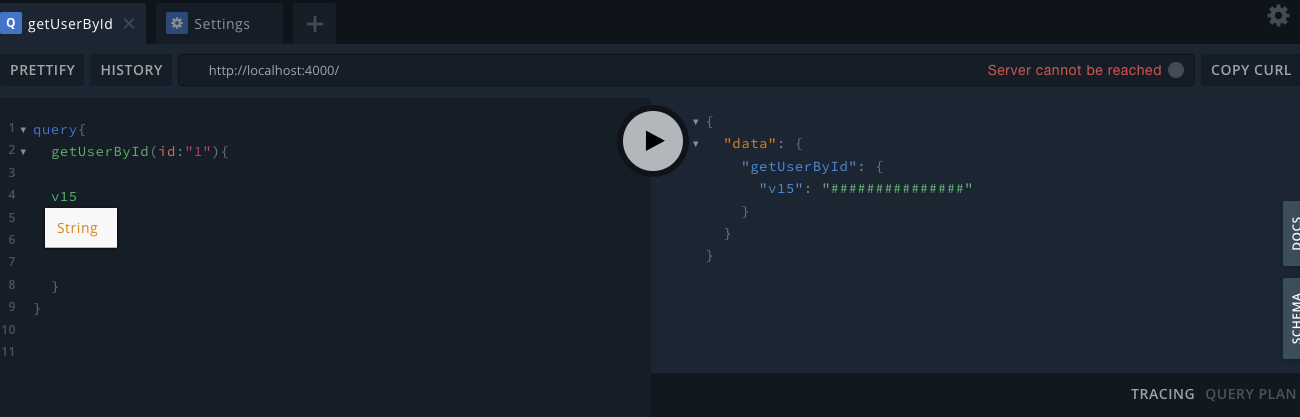 Q getUserById ×
Settings
+
PRETTIFY
HISTORY
http://localhost:4000/
Server cannot be reached
COPY CURL
1 query{
2 getUserById(id:"1"){
3
4 v15
5
String
6
7
8 }
9 }
10
11
{
"data": {
"getUserById": {
"v15": "###############"
}
}
}
DOCS
SCHEMA
TRACING
QUERY PLAN